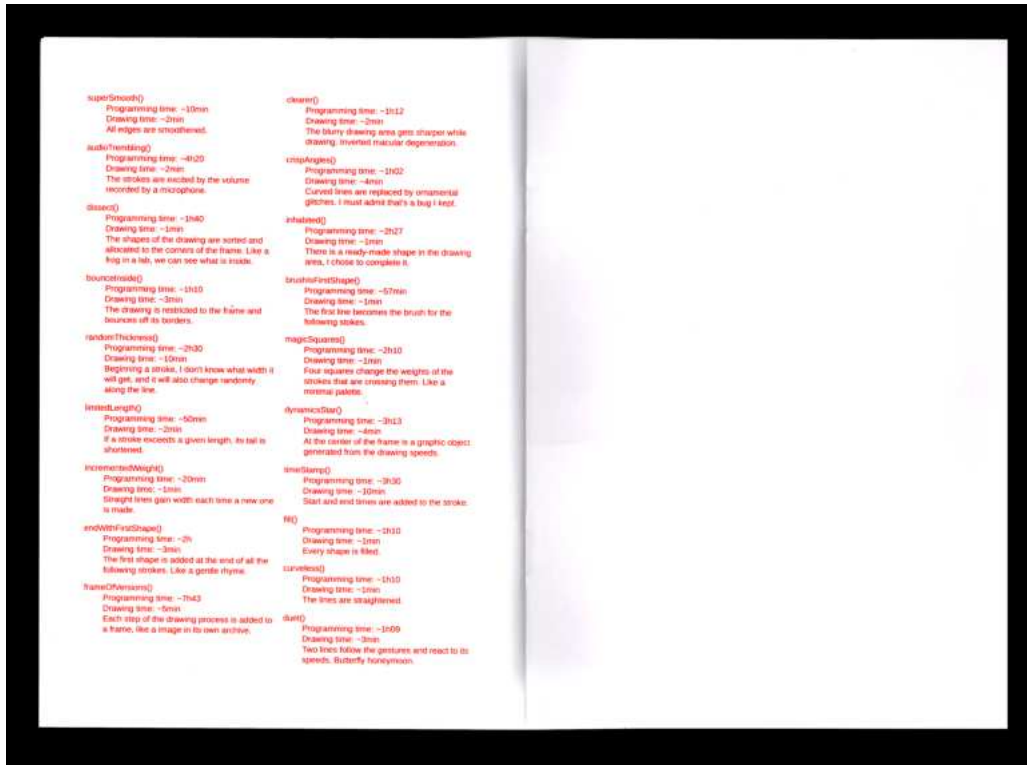 superSmooth()
Programming time: ~10min
Drawing time: ~2min
All edges are smoothened.
audioTrembling()
Programming time: ~4h20
Drawing time: ~2min
The strokes are excited by the volume
recorded by a microphone.
dissect()
Programming time: ~1h40
Drawing time: ~1min
The shapes of the drawing are sorted and
allocated to the corners of the frame. Like a
frog in a lab, we can see what is inside.
bounceInside()
Programming time: ~1h10
Drawing time: ~3min
The drawing is restricted to the frame and
bounces off its borders.
randomThickness()
Programming time: ~2h30
Drawing time: ~10min
Beginning a stroke, I don't know what width it
will get, and it will also change randomly
along the line.
limitedLength()
Programming time: ~50min
Drawing time: ~2min
If a stroke exceeds a given length, its tail is
shortened.
incrementedWeight()
Programming time: ~20min
Drawing time: ~1min
Straight lines gain width each time a new one
is made.
endWithFirstShape()
Programming time: ~2h
Drawing time: ~3min
The first shape is added at the end of all the
following strokes. Like a gentle rhyme.
frameOfVersions()
Programming time: ~7h43
Drawing time: ~6min
Each step of the drawing process is added to
a frame, like a image in its own archive.
clearer()
Programming time: ~1h12
Drawing time: ~2min
The blurry drawing area gets sharper while
drawing. Inverted macular degeneration.
crispAngles()
Programming time: ~1h02
Drawing time: ~4min
Curved lines are replaced by ornamental
glitches. I must admit that's a bug I kept.
inhabited()
Programming time: ~2h27
Drawing time: ~1min
There is a ready-made shape in the drawing
area, I chose to complete it.
brushIsFirstShape()
Programming time: ~57min
Drawing time: ~1min
The first line becomes the brush for the
following stokes.
magicSquares()
Programming time: ~2h10
Drawing time: ~1min
Four squares change the weights of the
strokes that are crossing them. Like a
minimal palette.
dynamicsStar()
Programming time: ~3h13
Drawing time: ~4min
At the center of the frame is a graphic object
generated from the drawing speeds.
timeStamp()
Programming time: ~3h30
Drawing time: ~10min
Start and end times are added to the stroke.
fill()
Programming time: ~1h10
Drawing time: ~1min
Every shape is filled.
curveless()
Programming time: ~1h10
Drawing time: ~1min
The lines are straightened.
duet()
Programming time: ~1h09
Drawing time: ~3min
Two lines follow the gestures and react to its
speeds. Butterfly honeymoon.